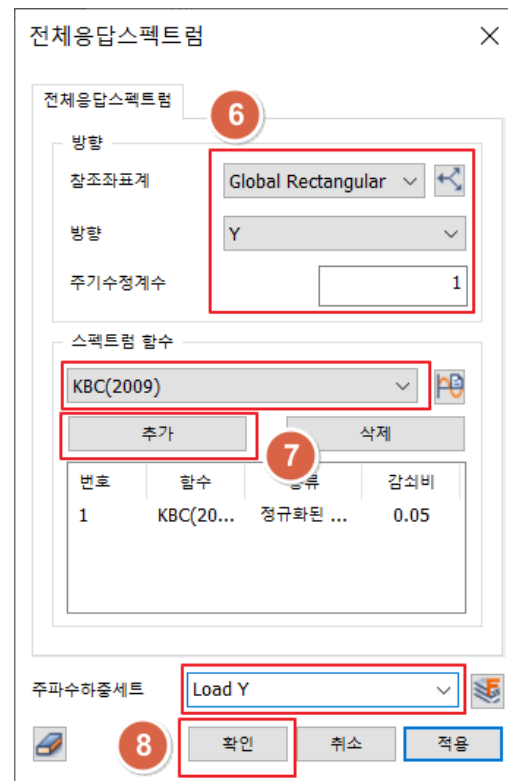 전체응답스펙트럼
전체응답스펙트럼
6
방향
참조좌표계 Global Rectangular
방향 Y
주기수정계수 1
스펙트럼 함수
KBC(2009)
추가 삭제
7
번호 함수 류 감쇠비
1 KBC(20... 정규화된 ... 0.05
주파수하중세트 Load Y
8 확인 취소 적용